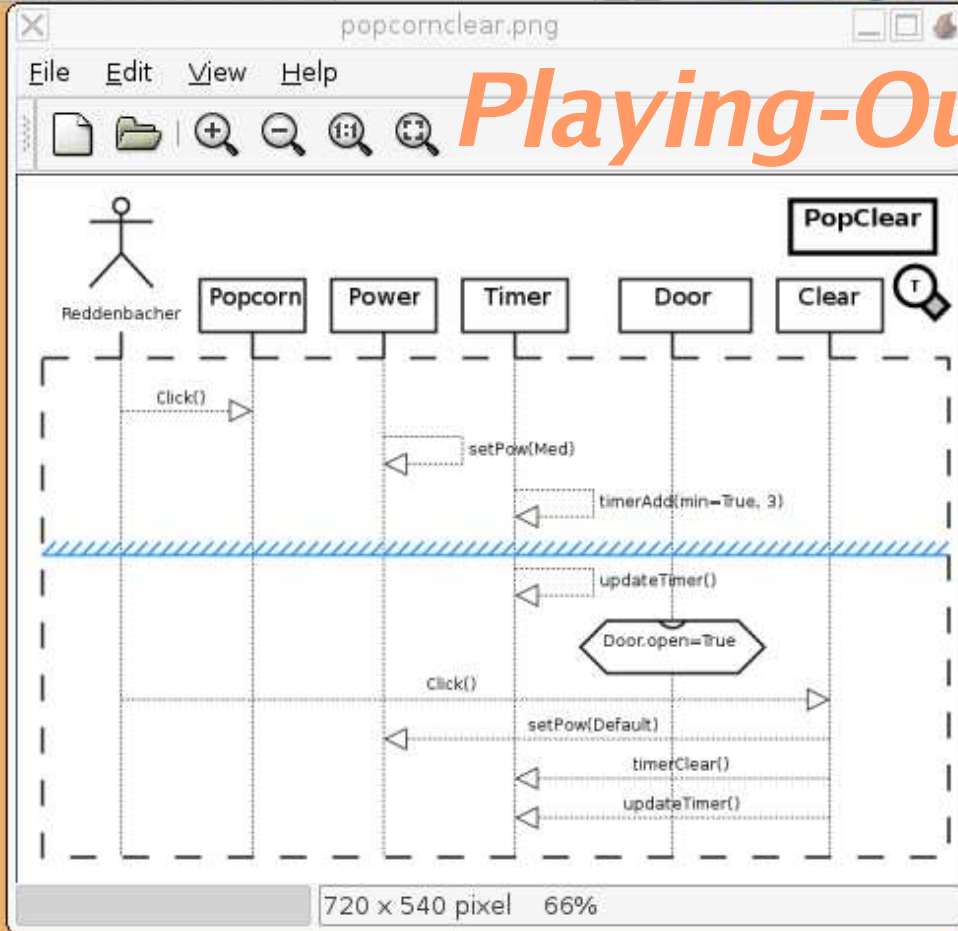 popcornclear.png
File Edit View Help
Playing-Ou
PopClear
T
Reddenbacher
Popcorn Power Timer Door Clear
Click()
setPow(Med)
timerAdd(min=True, 3)
updateTimer()
Door.open=True
Click()
setPow(Default)
timerClear()
updateTimer()
720 x 540 pixel 66%